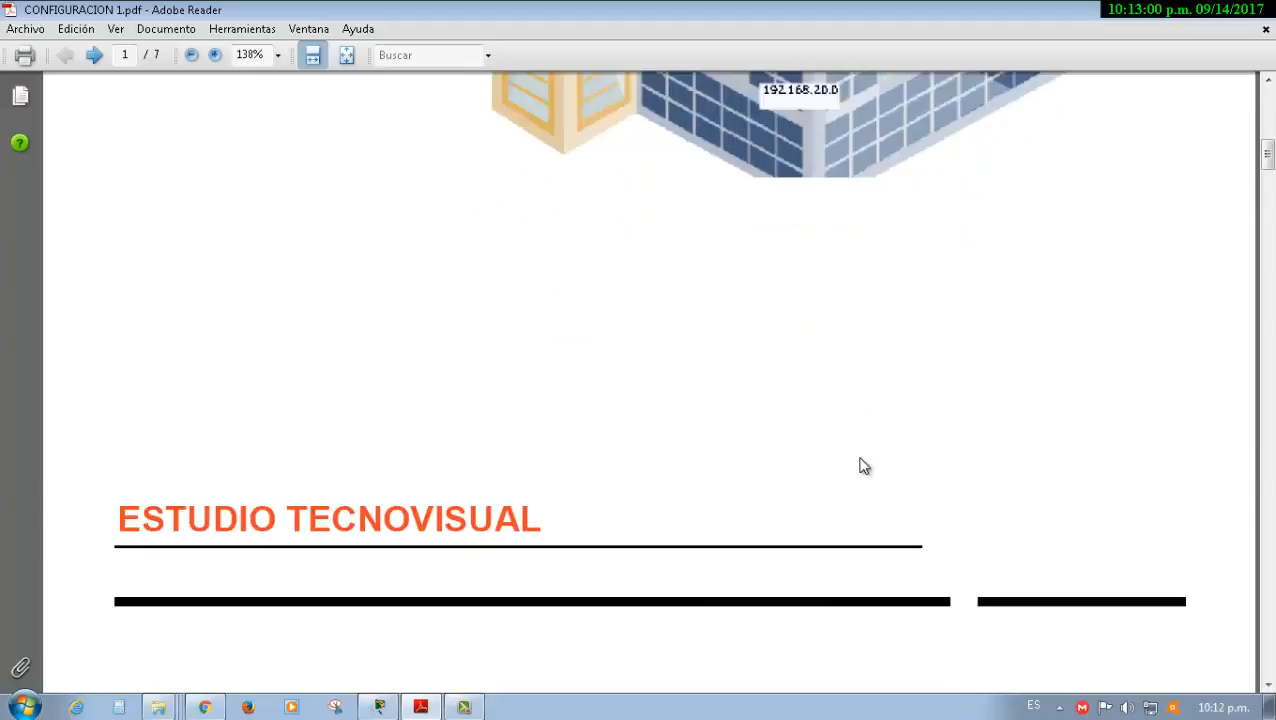 CONFIGURACION 1.pdf - Adobe Reader
10:13:00 p.m. 09/14/2017
Archivo Edición Ver Documento Herramientas Ventana Ayuda
1 / 7 138% Buscar
192.168.20.0
ESTUDIO TECNOVISUAL
ES 10:12 p.m.